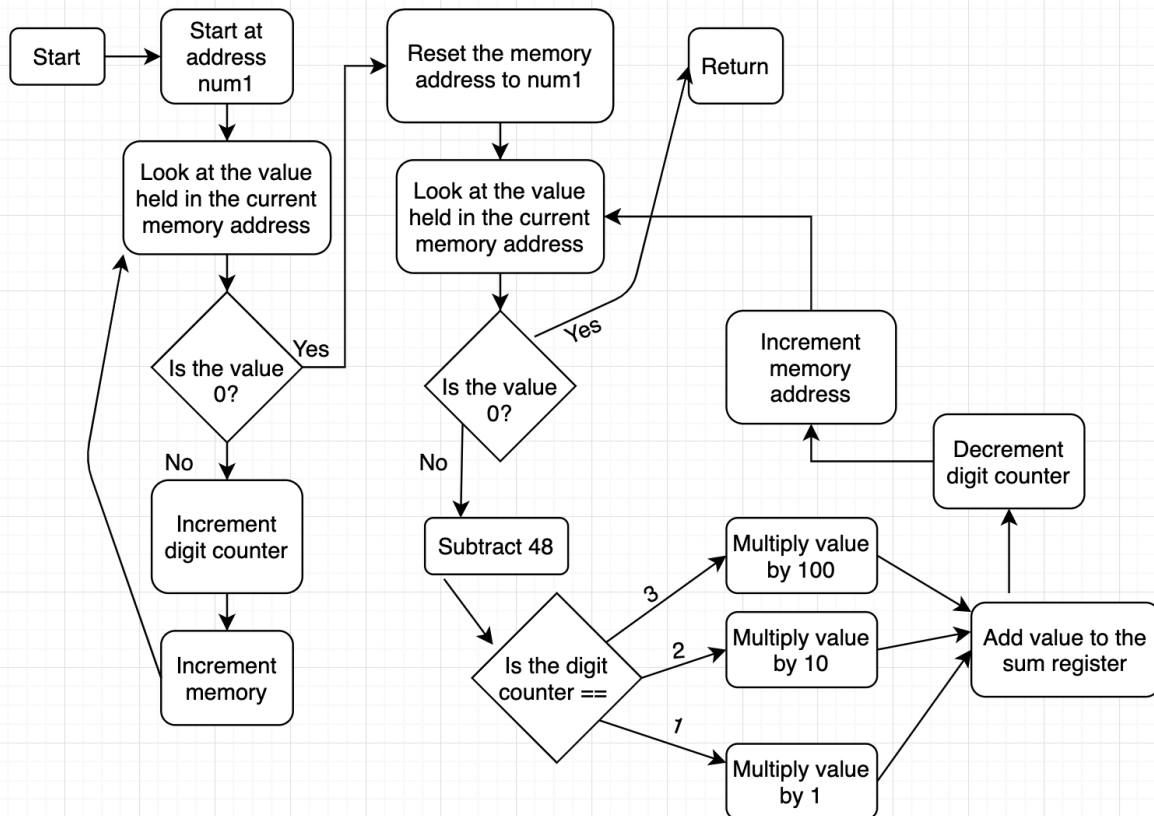 Start
Start at
address
num1
Look at the value
held in the current
memory address
Is the value
0?
Yes
No
Increment
digit counter
Increment
memory
Reset the memory
address to num1
Look at the value
held in the current
memory address
Is the value
0?
Yes
Return
No
Subtract 48
Is the digit
counter ==
3
2
1
Multiply value
by 100
Multiply value
by 10
Multiply value
by 1
Add value to the
sum register
Decrement
digit counter
Increment
memory
address